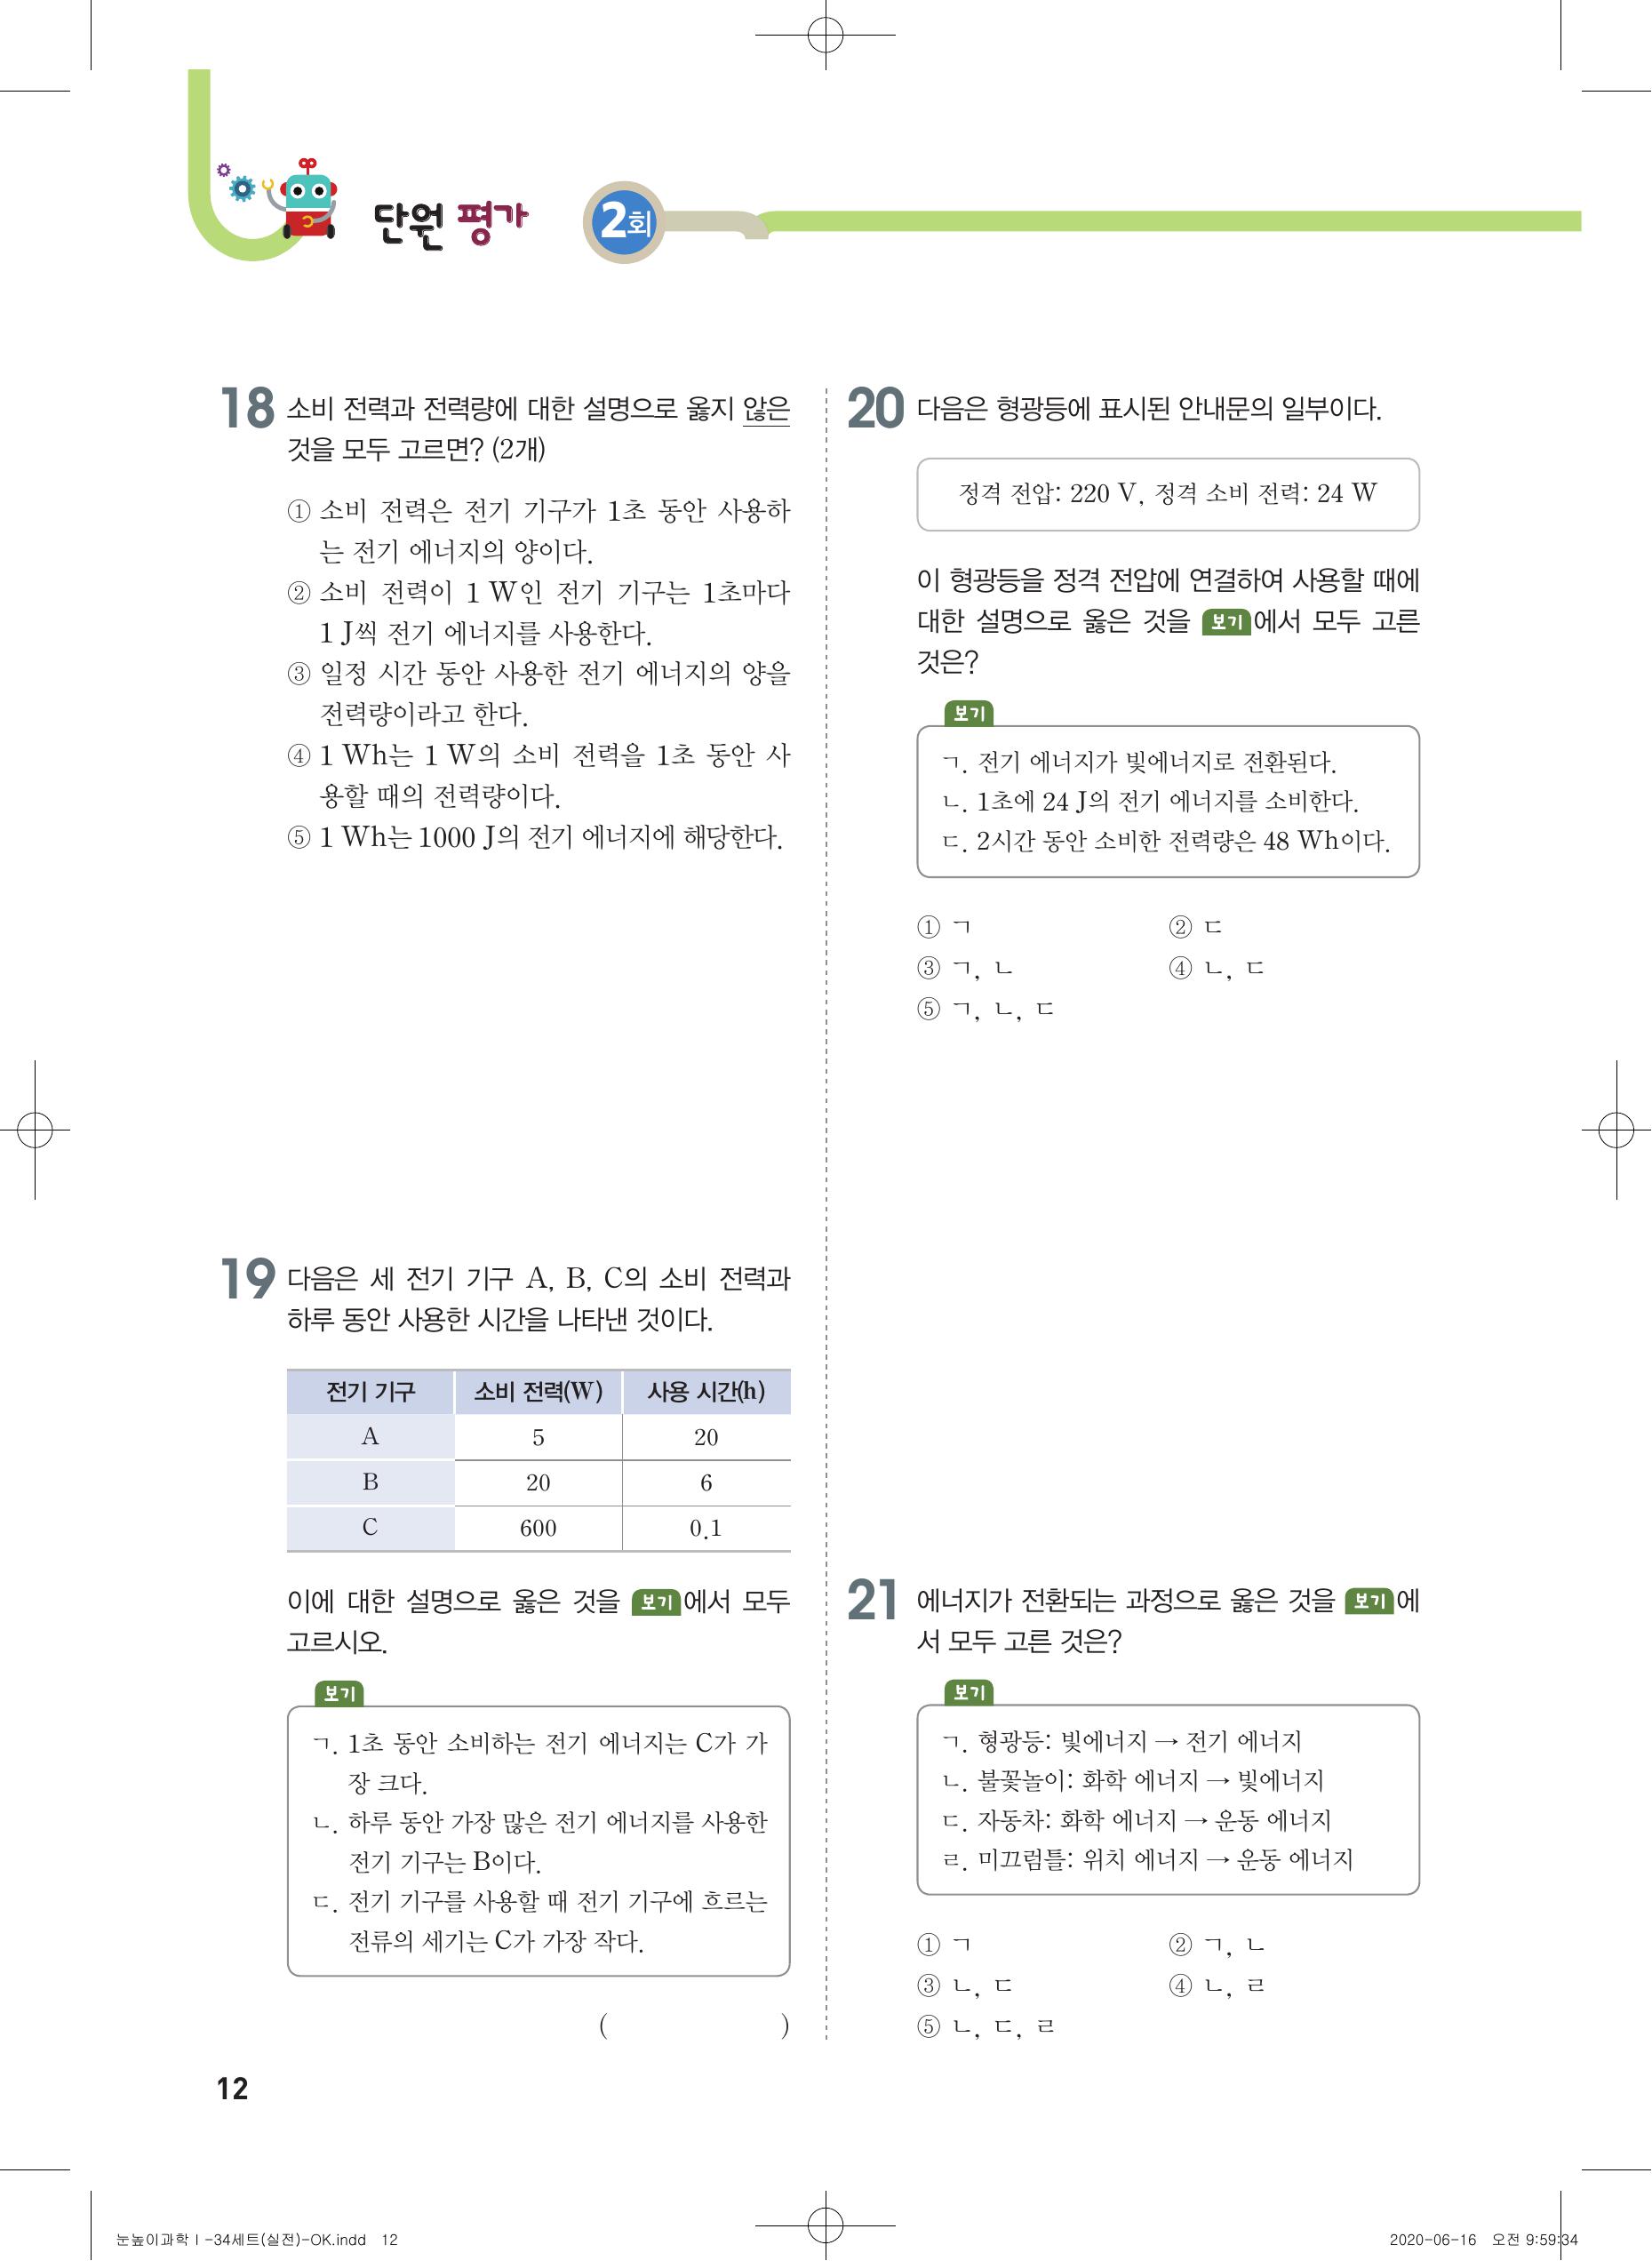 단원 평가 2회
18 소비 전력과 전력량에 대한 설명으로 옳지 않은
것을 모두 고르면? (2개)
① 소비 전력은 전기 기구가 1초 동안 사용하
는 전기 에너지의 양이다.
② 소비 전력이 1 W인 전기 기구는 1초마다
1 J씩 전기 에너지를 사용한다.
③ 일정 시간 동안 사용한 전기 에너지의 양을
전력량이라고 한다.
④ 1 Wh는 1 W의 소비 전력을 1초 동안 사
용할 때의 전력량이다.
⑤ 1 Wh는 1000 J의 전기 에너지에 해당한다.
19 다음은 세 전기 기구 A, B, C의 소비 전력과
하루 동안 사용한 시간을 나타낸 것이다.
전기 기구 소비 전력(W) 사용 시간(h)
A 5 20
B 20 6
C 600 0.1
이에 대한 설명으로 옳은 것을 보기에서 모두
고르시오.
보기
ㄱ. 1초 동안 소비하는 전기 에너지는 C가 가
장 크다.
ㄴ. 하루 동안 가장 많은 전기 에너지를 사용한
전기 기구는 B이다.
ㄷ. 전기 기구를 사용할 때 전기 기구에 흐르는
전류의 세기는 C가 가장 작다.
( )
20 다음은 형광등에 표시된 안내문의 일부이다.
정격 전압: 220 V, 정격 소비 전력: 24 W
이 형광등을 정격 전압에 연결하여 사용할 때에
대한 설명으로 옳은 것을 보기에서 모두 고른
것은?
보기
ㄱ. 전기 에너지가 빛에너지로 전환된다.
ㄴ. 1초에 24 J의 전기 에너지를 소비한다.
ㄷ. 2시간 동안 소비한 전력량은 48 Wh이다.
① ㄱ ② ㄷ
③ ㄱ, ㄴ ④ ㄴ, ㄷ
⑤ ㄱ, ㄴ, ㄷ
21 에너지가 전환되는 과정으로 옳은 것을 보기에
서 모두 고른 것은?
보기
ㄱ. 형광등: 빛에너지 → 전기 에너지
ㄴ. 불꽃놀이: 화학 에너지 → 빛에너지
ㄷ. 자동차: 화학 에너지 → 운동 에너지
ㄹ. 미끄럼틀: 위치 에너지 → 운동 에너지
① ㄱ ② ㄱ, ㄴ
③ ㄴ, ㄷ ④ ㄴ, ㄹ
⑤ ㄴ, ㄷ, ㄹ
12
눈높이과학Ⅰ-34세트(실전)-OK.indd 12 2020-06-16 오전 9:59:34